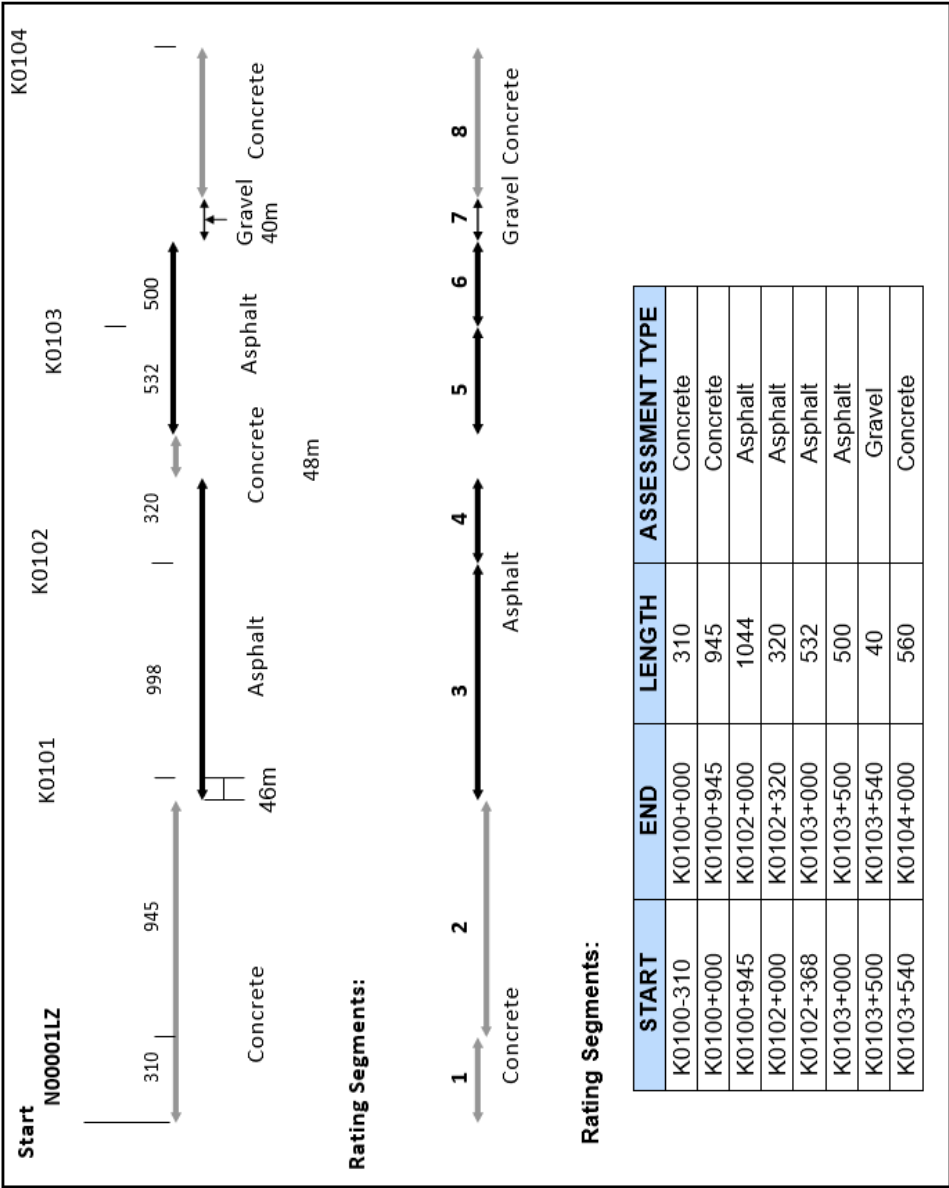 Start
N00001LZ
K0101
K0102
K0103
K0104
310
945
998
320
532
500
46m
Concrete
Asphalt
Concrete
Asphalt
Gravel
Concrete
48m
40m
Rating Segments:
1
2
3
4
5
6
7
8
Concrete
Asphalt
Gravel Concrete
Rating Segments:
START END LENGTH ASSESSMENT TYPE
K0100-310 K0100+000 310 Concrete
K0100+000 K0100+945 945 Concrete
K0100+945 K0102+000 1044 Asphalt
K0102+000 K0102+320 320 Asphalt
K0102+368 K0103+000 532 Asphalt
K0103+000 K0103+500 500 Asphalt
K0103+500 K0103+540 40 Gravel
K0103+540 K0104+000 560 Concrete